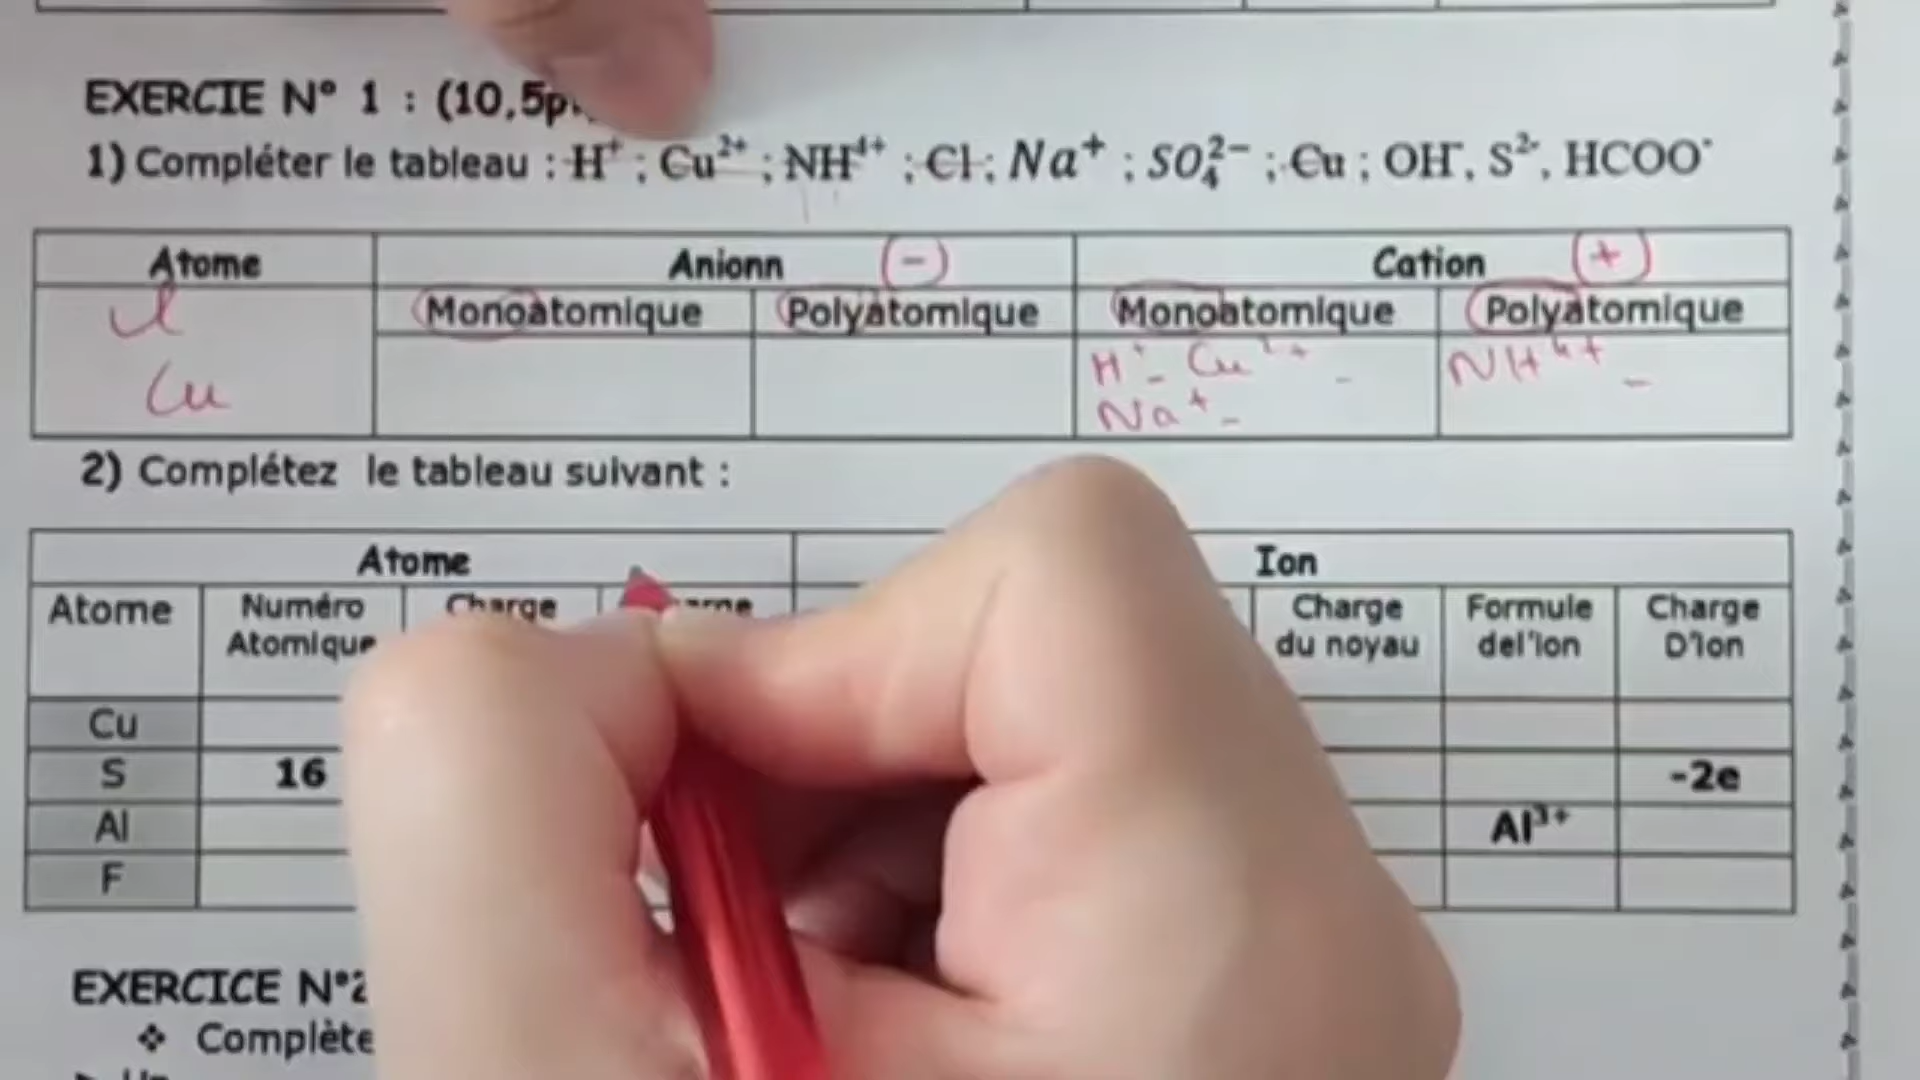 EXERCIE N° 1 : (10,5p
1) Compléter le tableau : H⁺ ; Cu²⁺ ; NH⁴⁺ ; Cl ; Na⁺ ; SO₄²⁻ ; Cu ; OH⁻, S²⁻, HCOO⁻
Atome Anionn (-) Cation (+)
Monoatomique Polyatomique Monoatomique Polyatomique
H⁺ - Cu²⁺ - NH⁴⁺ -
Cu Na⁺ -
2) Complétez le tableau suivant :
Atome Ion
Atome Numéro Charge Charge Formule Charge
Atomique du noyau del'ion D'ion
Cu
S 16 -2e
Al Al³⁺
F
EXERCICE N°2
❖ Complète